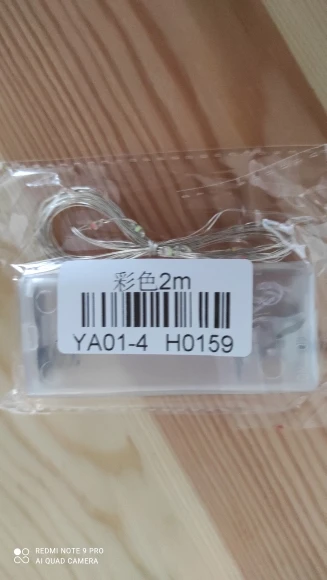 彩色2m
YA01-4 H0159
REDMI NOTE 9 PRO
AI QUAD CAMERA